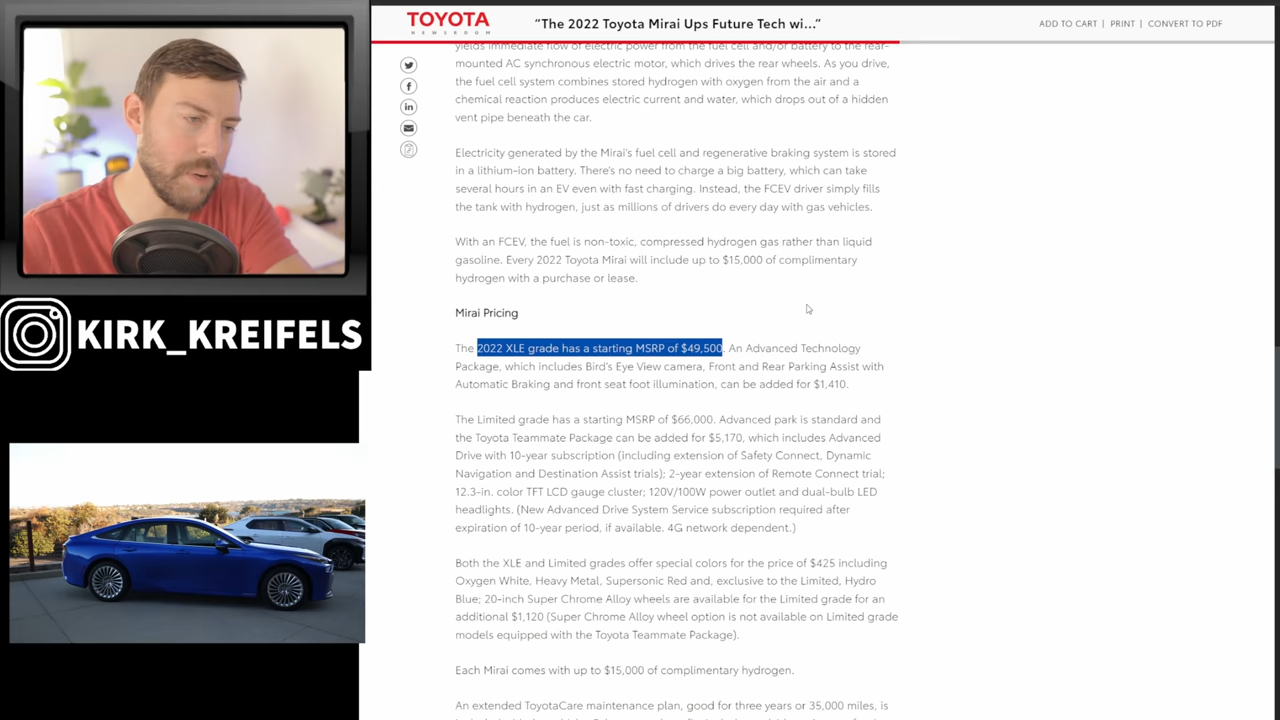 TOYOTA
NEWSROOM
“The 2022 Toyota Mirai Ups Future Tech wi...”
ADD TO CART | PRINT | CONVERT TO PDF
yields immediate flow of electric power from the fuel cell and/or battery to the rear-
mounted AC synchronous electric motor, which drives the rear wheels. As you drive,
the fuel cell system combines stored hydrogen with oxygen from the air and a
chemical reaction produces electric current and water, which drops out of a hidden
vent pipe beneath the car.
Electricity generated by the Mirai's fuel cell and regenerative braking system is stored
in a lithium-ion battery. There's no need to charge a big battery, which can take
several hours in an EV even with fast charging. Instead, the FCEV driver simply fills
the tank with hydrogen, just as millions of drivers do every day with gas vehicles.
With an FCEV, the fuel is non-toxic, compressed hydrogen gas rather than liquid
gasoline. Every 2022 Toyota Mirai will include up to $15,000 of complimentary
hydrogen with a purchase or lease.
Mirai Pricing
The 2022 XLE grade has a starting MSRP of $49,500. An Advanced Technology
Package, which includes Bird's Eye View camera, Front and Rear Parking Assist with
Automatic Braking and front seat foot illumination, can be added for $1,410.
The Limited grade has a starting MSRP of $66,000. Advanced park is standard and
the Toyota Teammate Package can be added for $5,170, which includes Advanced
Drive with 10-year subscription (including extension of Safety Connect, Dynamic
Navigation and Destination Assist trials); 2-year extension of Remote Connect trial;
12.3-in. color TFT LCD gauge cluster; 120V/100W power outlet and dual-bulb LED
headlights. (New Advanced Drive System Service subscription required after
expiration of 10-year period, if available. 4G network dependent.)
Both the XLE and Limited grades offer special colors for the price of $425 including
Oxygen White, Heavy Metal, Supersonic Red and, exclusive to the Limited, Hydro
Blue; 20-inch Super Chrome Alloy wheels are available for the Limited grade for an
additional $1,120 (Super Chrome Alloy wheel option is not available on Limited grade
models equipped with the Toyota Teammate Package).
Each Mirai comes with up to $15,000 of complimentary hydrogen.
An extended ToyotaCare maintenance plan, good for three years or 35,000 miles, is
KIRK_KREIFELS